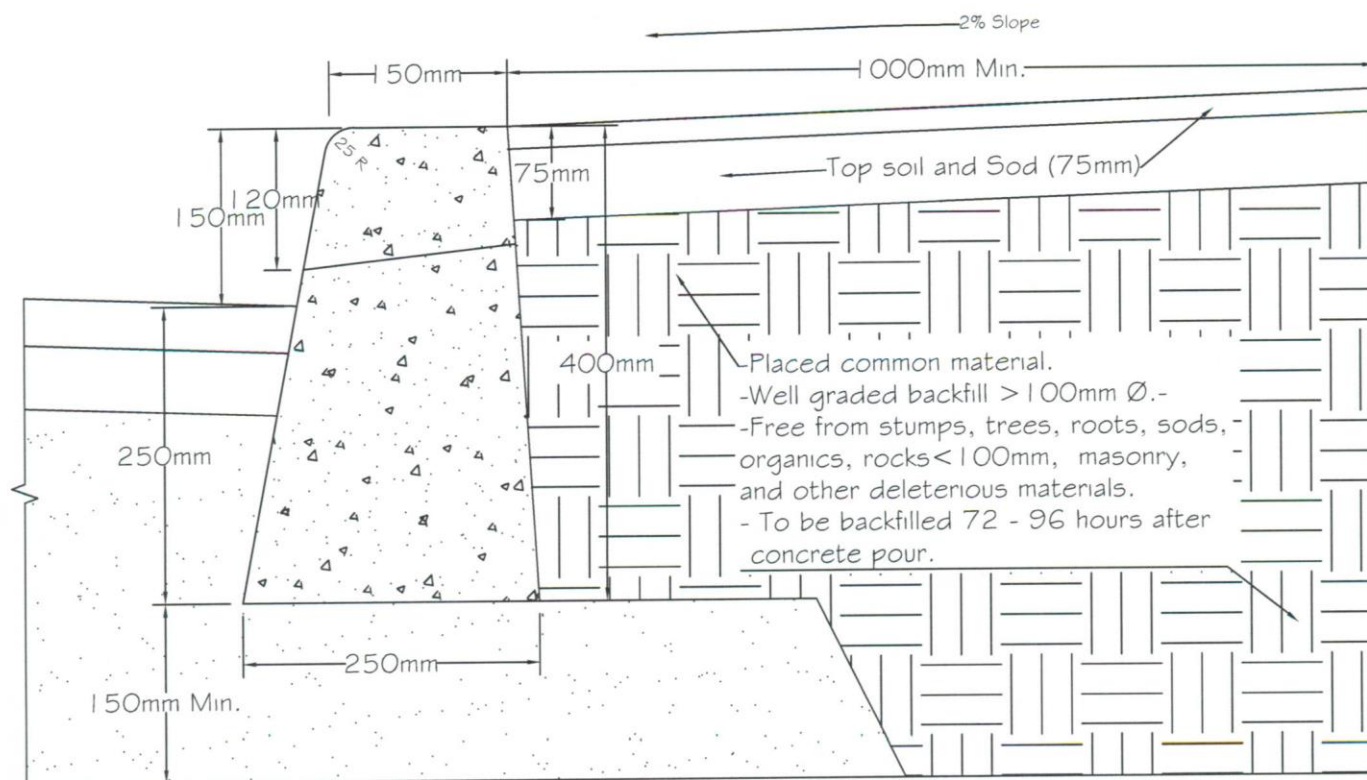 2% Slope
150mm
1000mm Min.
25 R
75mm
Top soil and Sod (75mm)
120mm
150mm
400mm
-Placed common material.
-Well graded backfill >100mm Ø.-
-Free from stumps, trees, roots, sods,
organics, rocks<100mm, masonry,
and other deleterious materials.
- To be backfilled 72 - 96 hours after
concrete pour.
250mm
250mm
150mm Min.